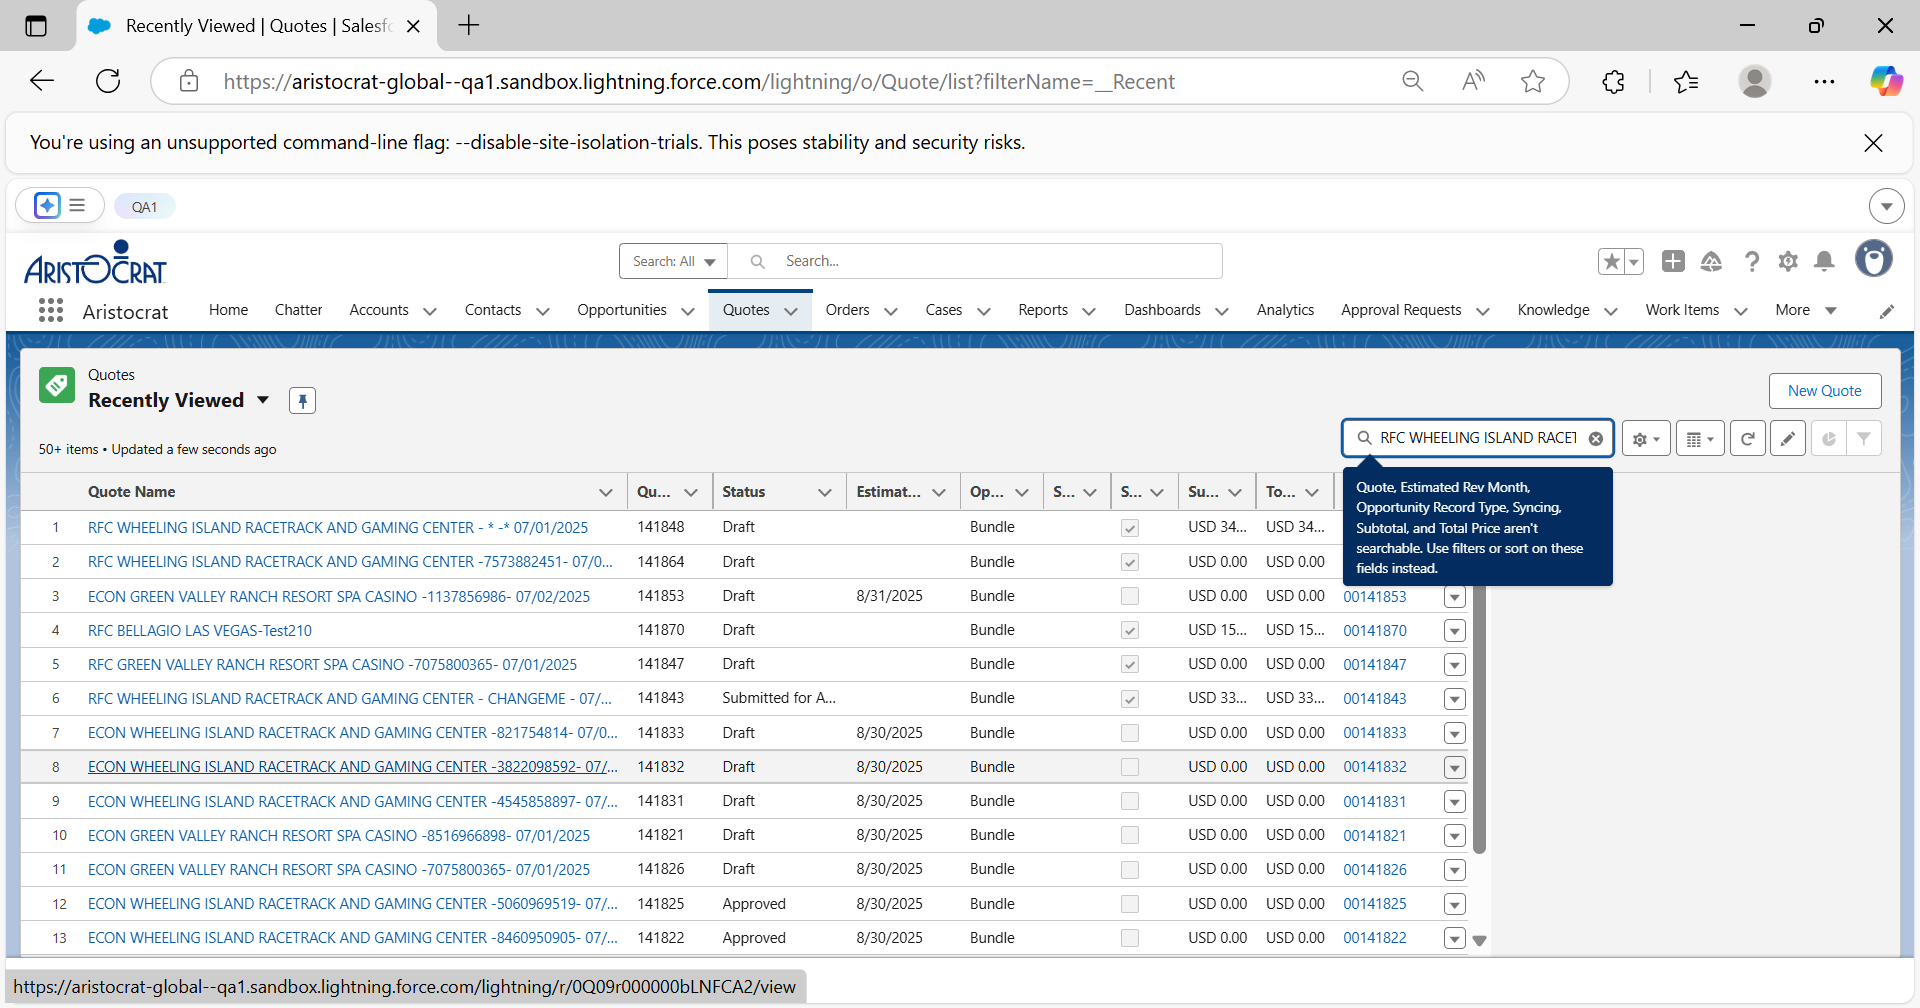 Recently Viewed | Quotes | Salesfo
https://aristocrat-global--qa1.sandbox.lightning.force.com/lightning/o/Quote/list?filterName=__Recent
You're using an unsupported command-line flag: --disable-site-isolation-trials. This poses stability and security risks.
QA1
ARISTOCRAT
Search: All
Search...
Aristocrat
Home Chatter Accounts Contacts Opportunities Quotes Orders Cases Reports Dashboards Analytics Approval Requests Knowledge Work Items More
Quotes
Recently Viewed
New Quote
50+ items • Updated a few seconds ago
RFC WHEELING ISLAND RACET
Quote Name Qu... Status Estimat... Op... S... S... Su... To...
Quote, Estimated Rev Month,
Opportunity Record Type, Syncing,
Subtotal, and Total Price aren't
searchable. Use filters or sort on these
fields instead.
1 RFC WHEELING ISLAND RACETRACK AND GAMING CENTER - * -* 07/01/2025 141848 Draft Bundle USD 34... USD 34...
2 RFC WHEELING ISLAND RACETRACK AND GAMING CENTER -7573882451- 07/0... 141864 Draft Bundle USD 0.00 USD 0.00
3 ECON GREEN VALLEY RANCH RESORT SPA CASINO -1137856986- 07/02/2025 141853 Draft 8/31/2025 Bundle USD 0.00 USD 0.00 00141853
4 RFC BELLAGIO LAS VEGAS-Test210 141870 Draft Bundle USD 15... USD 15... 00141870
5 RFC GREEN VALLEY RANCH RESORT SPA CASINO -7075800365- 07/01/2025 141847 Draft Bundle USD 0.00 USD 0.00 00141847
6 RFC WHEELING ISLAND RACETRACK AND GAMING CENTER - CHANGEME - 07/... 141843 Submitted for A... Bundle USD 33... USD 33... 00141843
7 ECON WHEELING ISLAND RACETRACK AND GAMING CENTER -821754814- 07/0... 141833 Draft 8/30/2025 Bundle USD 0.00 USD 0.00 00141833
8 ECON WHEELING ISLAND RACETRACK AND GAMING CENTER -3822098592- 07/... 141832 Draft 8/30/2025 Bundle USD 0.00 USD 0.00 00141832
9 ECON WHEELING ISLAND RACETRACK AND GAMING CENTER -4545858897- 07/... 141831 Draft 8/30/2025 Bundle USD 0.00 USD 0.00 00141831
10 ECON GREEN VALLEY RANCH RESORT SPA CASINO -8516966898- 07/01/2025 141821 Draft 8/30/2025 Bundle USD 0.00 USD 0.00 00141821
11 ECON GREEN VALLEY RANCH RESORT SPA CASINO -7075800365- 07/01/2025 141826 Draft 8/30/2025 Bundle USD 0.00 USD 0.00 00141826
12 ECON WHEELING ISLAND RACETRACK AND GAMING CENTER -5060969519- 07/... 141825 Approved 8/30/2025 Bundle USD 0.00 USD 0.00 00141825
13 ECON WHEELING ISLAND RACETRACK AND GAMING CENTER -8460950905- 07/... 141822 Approved 8/30/2025 Bundle USD 0.00 USD 0.00 00141822
https://aristocrat-global--qa1.sandbox.lightning.force.com/lightning/r/0Q09r000000bLNFCA2/view